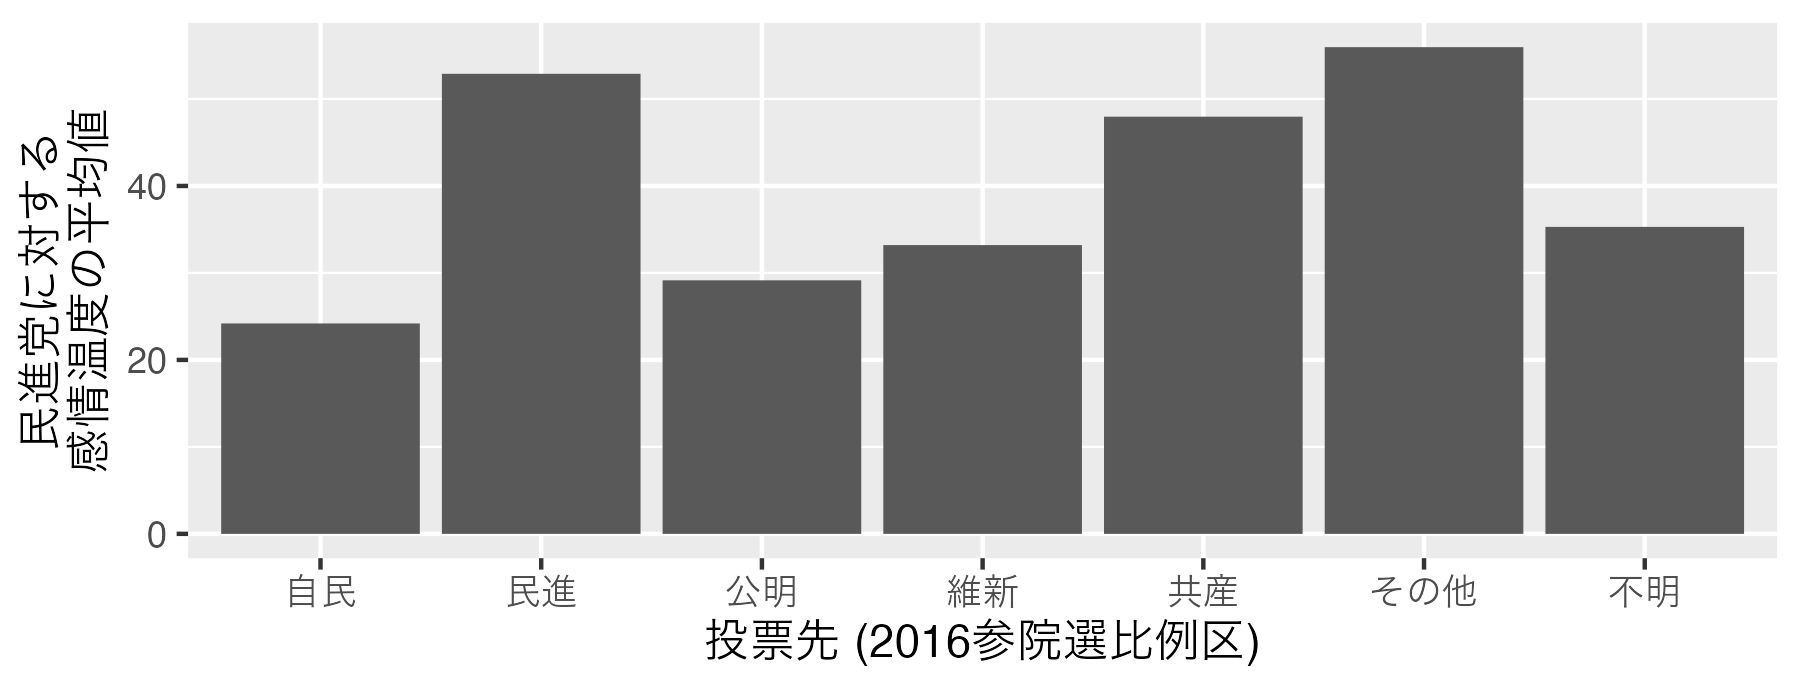 民進党に対する
感情温度の平均値
40
20
0
自民 民進 公明 維新 共産 その他 不明
投票先 (2016参院選比例区)